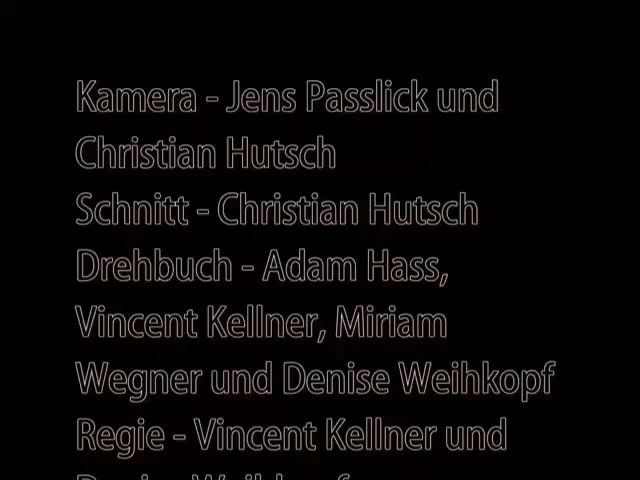 Kamera - Jens Passlick und
Christian Hutsch
Schnitt - Christian Hutsch
Drehbuch - Adam Hass,
Vincent Kellner, Miriam
Wegner und Denise Weihkopf
Regie - Vincent Kellner und